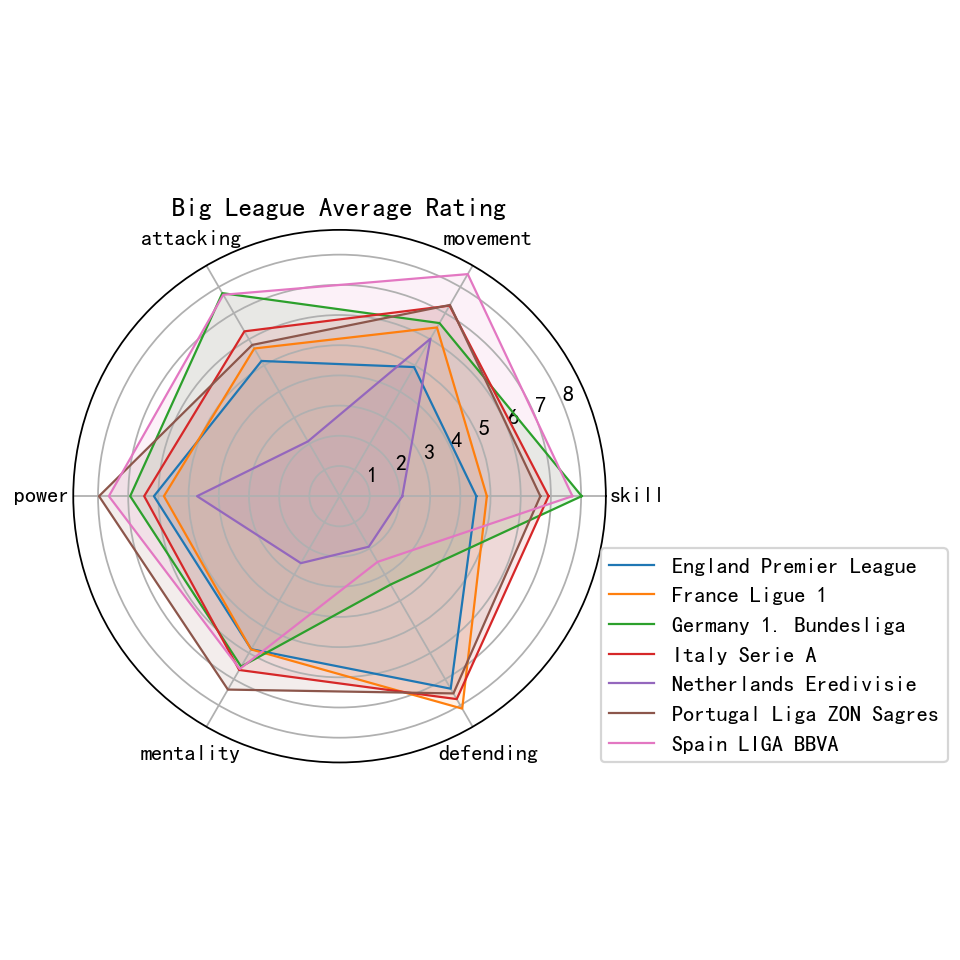 Big League Average Rating
attacking
movement
8
7
6
5
4
3
2
1
power
skill
England Premier League
France Ligue 1
Germany 1. Bundesliga
Italy Serie A
Netherlands Eredivisie
Portugal Liga ZON Sagres
Spain LIGA BBVA
mentality
defending